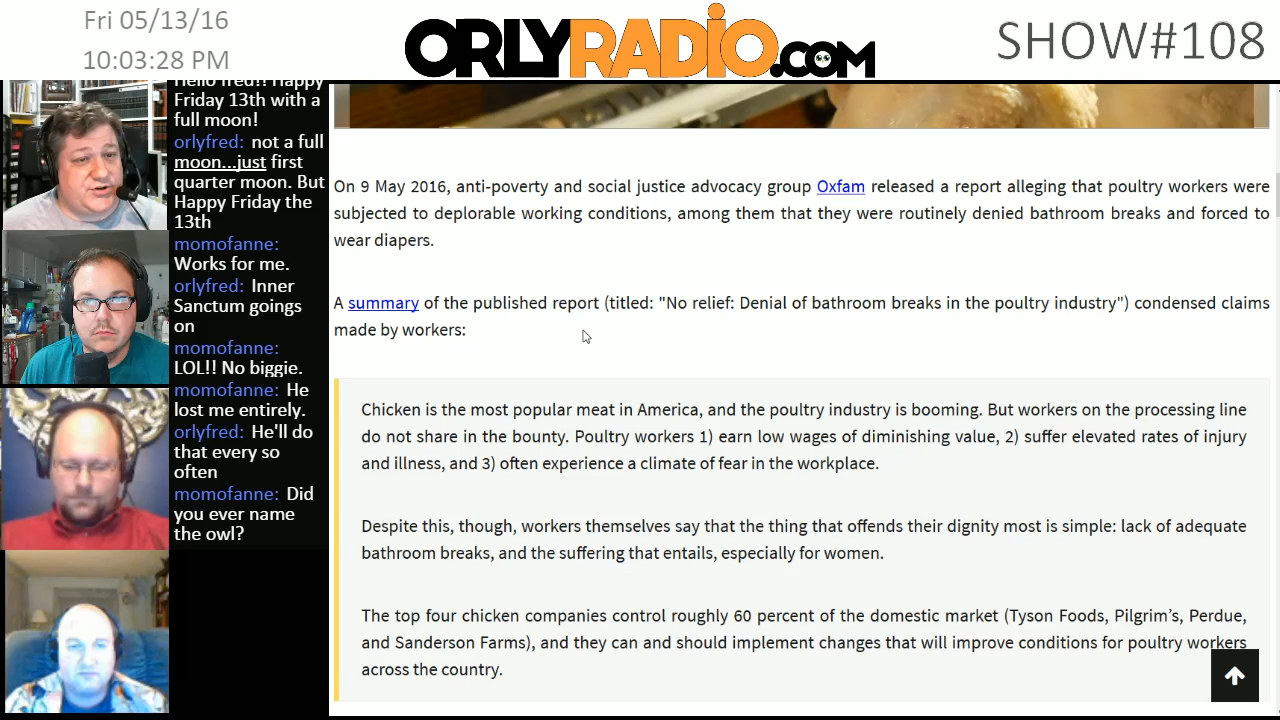 Fri 05/13/16
10:03:28 PM
ORLYRADiO.COM
SHOW#108
Hello fred!! Happy
Friday 13th with a
full moon!
orlyfred: not a full
moon...just first
quarter moon. But
Happy Friday the
13th
momofanne:
Works for me.
orlyfred: Inner
Sanctum goings
on
momofanne:
LOL!! No biggie.
momofanne: He
lost me entirely.
orlyfred: He'll do
that every so
often
momofanne: Did
you ever name
the owl?
On 9 May 2016, anti-poverty and social justice advocacy group Oxfam released a report alleging that poultry workers were
subjected to deplorable working conditions, among them that they were routinely denied bathroom breaks and forced to
wear diapers.
A summary of the published report (titled: "No relief: Denial of bathroom breaks in the poultry industry") condensed claims
made by workers:
Chicken is the most popular meat in America, and the poultry industry is booming. But workers on the processing line
do not share in the bounty. Poultry workers 1) earn low wages of diminishing value, 2) suffer elevated rates of injury
and illness, and 3) often experience a climate of fear in the workplace.
Despite this, though, workers themselves say that the thing that offends their dignity most is simple: lack of adequate
bathroom breaks, and the suffering that entails, especially for women.
The top four chicken companies control roughly 60 percent of the domestic market (Tyson Foods, Pilgrim’s, Perdue,
and Sanderson Farms), and they can and should implement changes that will improve conditions for poultry workers
across the country.